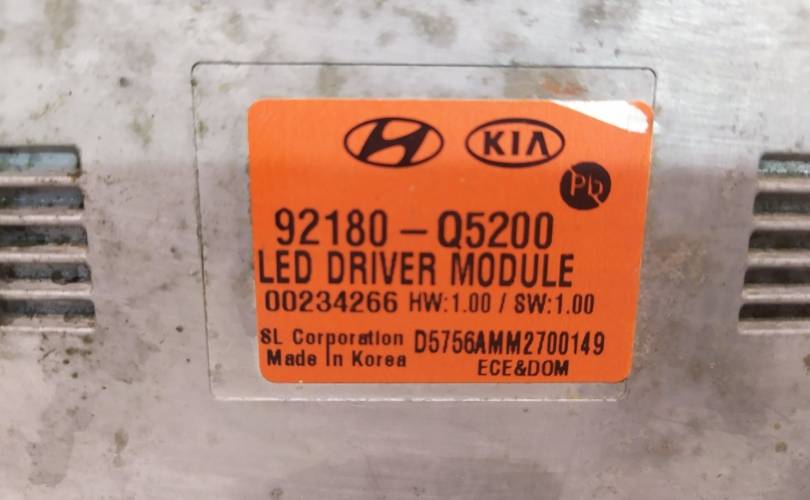 KIA
Pb
92180-Q5200
LED DRIVER MODULE
00234266 HW:1.00 / SW:1.00
SL Corporation D5756AMM2700149
Made In Korea ECE&DOM